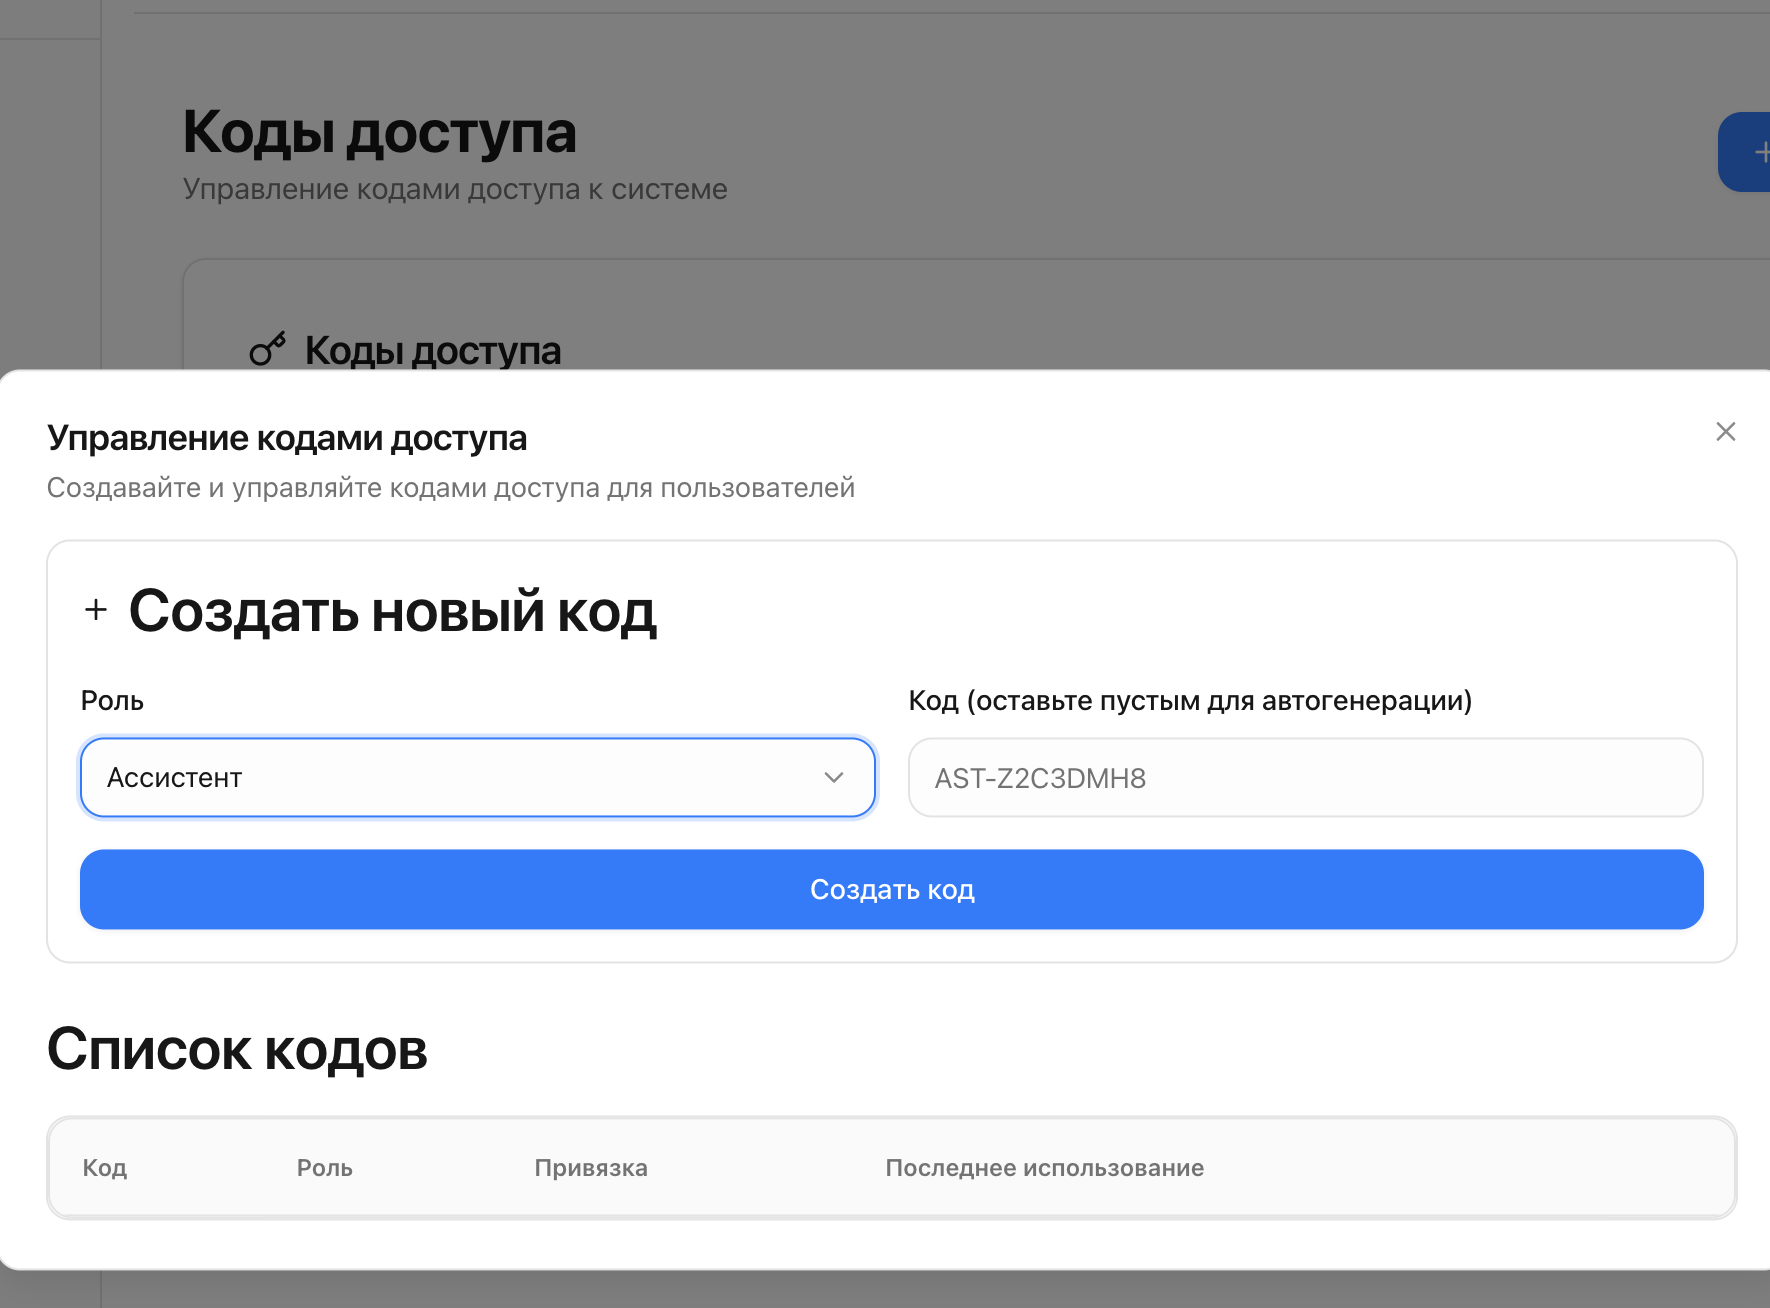 Коды доступа
Управление кодами доступа к системе
+
Коды доступа
Управление кодами доступа
Создавайте и управляйте кодами доступа для пользователей
+ Создать новый код
Роль
Код (оставьте пустым для автогенерации)
Ассистент
AST-Z2C3DMH8
Создать код
Список кодов
Код Роль Привязка Последнее использование